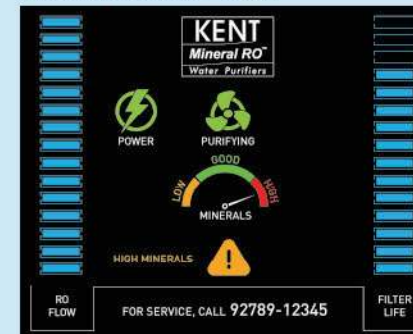 KENT
Mineral RO™
Water Purifiers
POWER
PURIFYING
LOW
GOOD
HIGH
MINERALS
HIGH MINERALS
RO
FLOW
FOR SERVICE, CALL 92789-12345
FILTER
LIFE